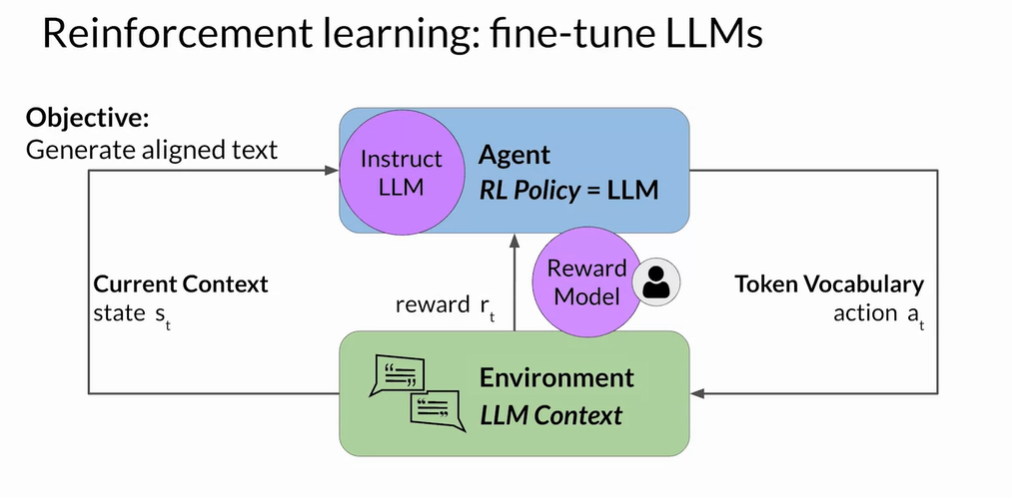 Reinforcement learning: fine-tune LLMs
Objective:
Generate aligned text
Instruct
LLM
Agent
RL Policy = LLM
Current Context
state sₜ
reward rₜ
Reward
Model
Token Vocabulary
action aₜ
Environment
LLM Context